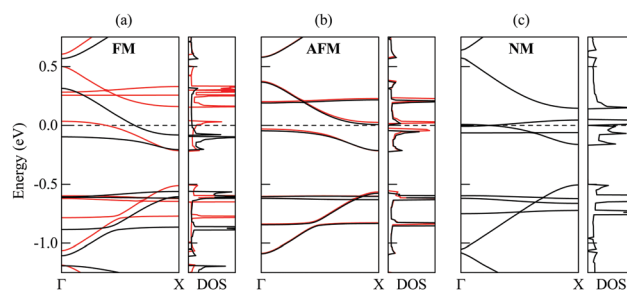 (a) (b) (c)
FM AFM NM
Energy (eV)
0.5
0.0
-0.5
-1.0
Γ X DOS Γ X DOS Γ X DOS